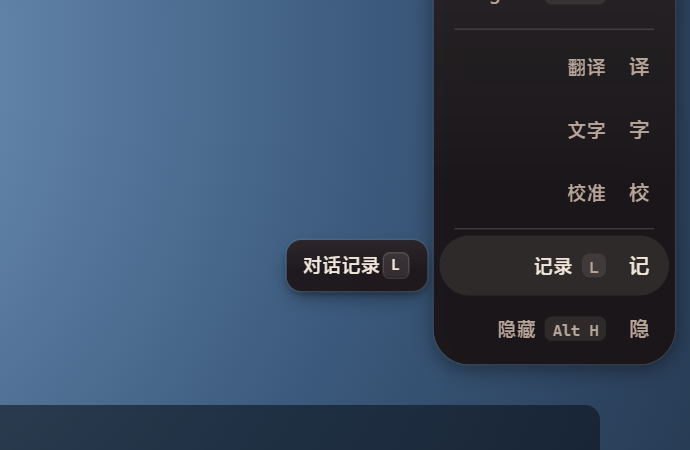 翻译 译
文字 字
校准 校
对话记录 L
记录 L 记
隐藏 Alt H 隐